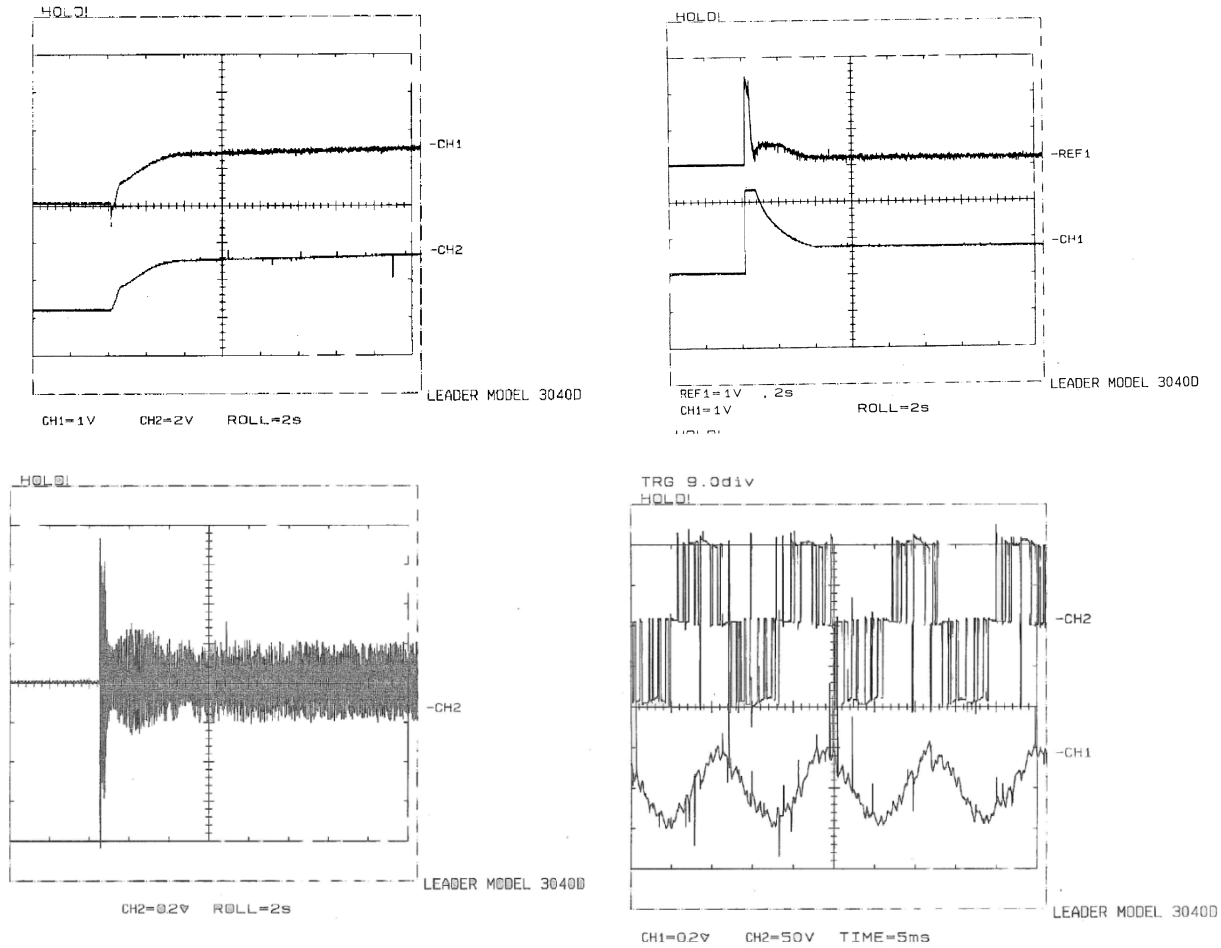 HOLD!
-CH1
-CH2
LEADER MODEL 3040D
CH1=1V CH2=2V ROLL=2s
HOLD!
-REF1
-CH1
LEADER MODEL 3040D
REF1=1V .2s
CH1=1V ROLL=2s
HOLD!
HOLD!
-CH2
LEADER MODEL 3040D
CH2=0.2V ROLL=2s
TRG 9.0div
HOLD!
-CH2
-CH1
LEADER MODEL 3040D
CH1=0.2V CH2=50V TIME=5ms